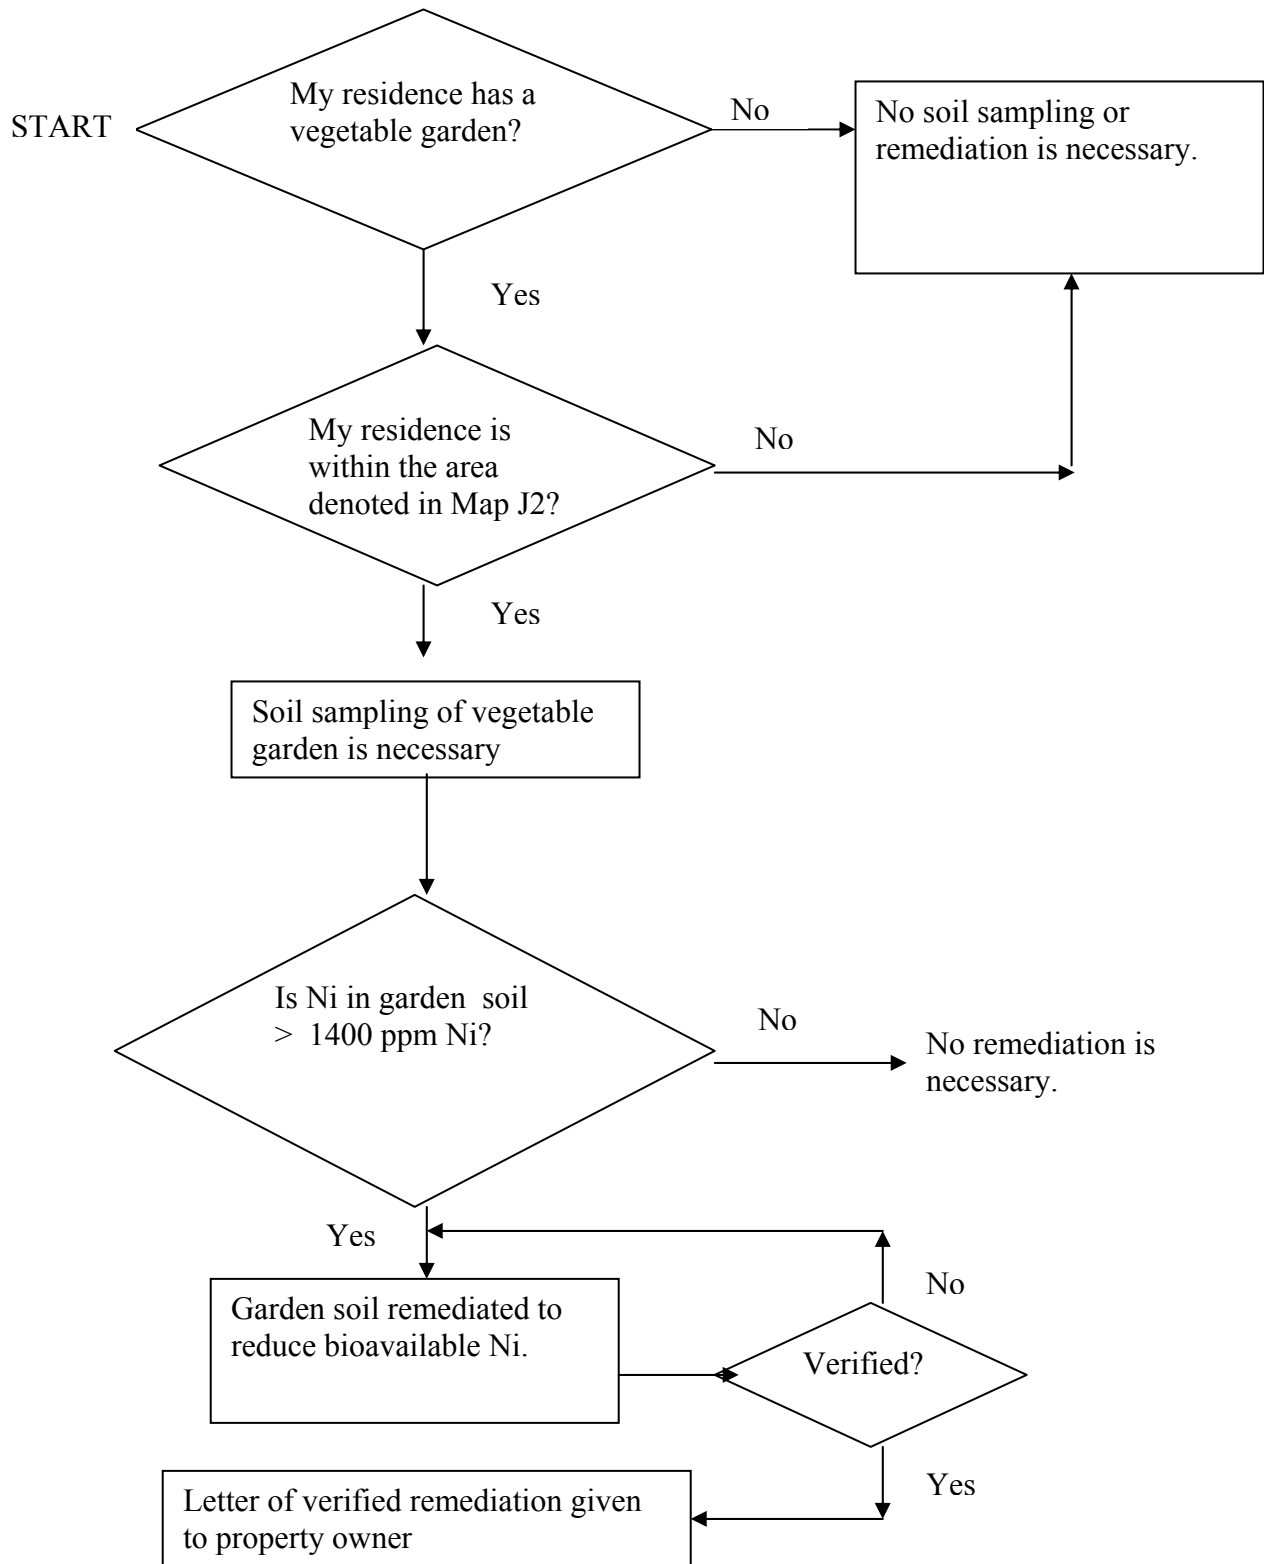 My residence has a
vegetable garden?
START
No
No soil sampling or
remediation is necessary.
Yes
My residence is
within the area
denoted in Map J2?
No
Yes
Soil sampling of vegetable
garden is necessary
Is Ni in garden  soil
>  1400 ppm Ni?
No
No remediation is
necessary.
Yes
Garden soil remediated to
reduce bioavailable Ni.
Verified?
No
Yes
Letter of verified remediation given
to property owner